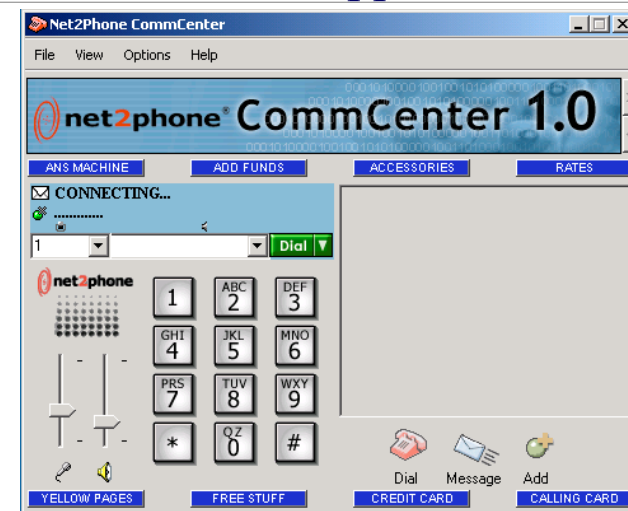 Net2Phone CommCenter
File View Options Help
net2phone® CommCenter 1.0
ANS MACHINE ADD FUNDS ACCESSORIES RATES
CONNECTING...
.............
1 Dial
net2phone
1 ABC 2 DEF 3
GHI 4 JKL 5 MNO 6
PRS 7 TUV 8 WXY 9
* QZ 0 #
Dial Message Add
YELLOW PAGES FREE STUFF CREDIT CARD CALLING CARD